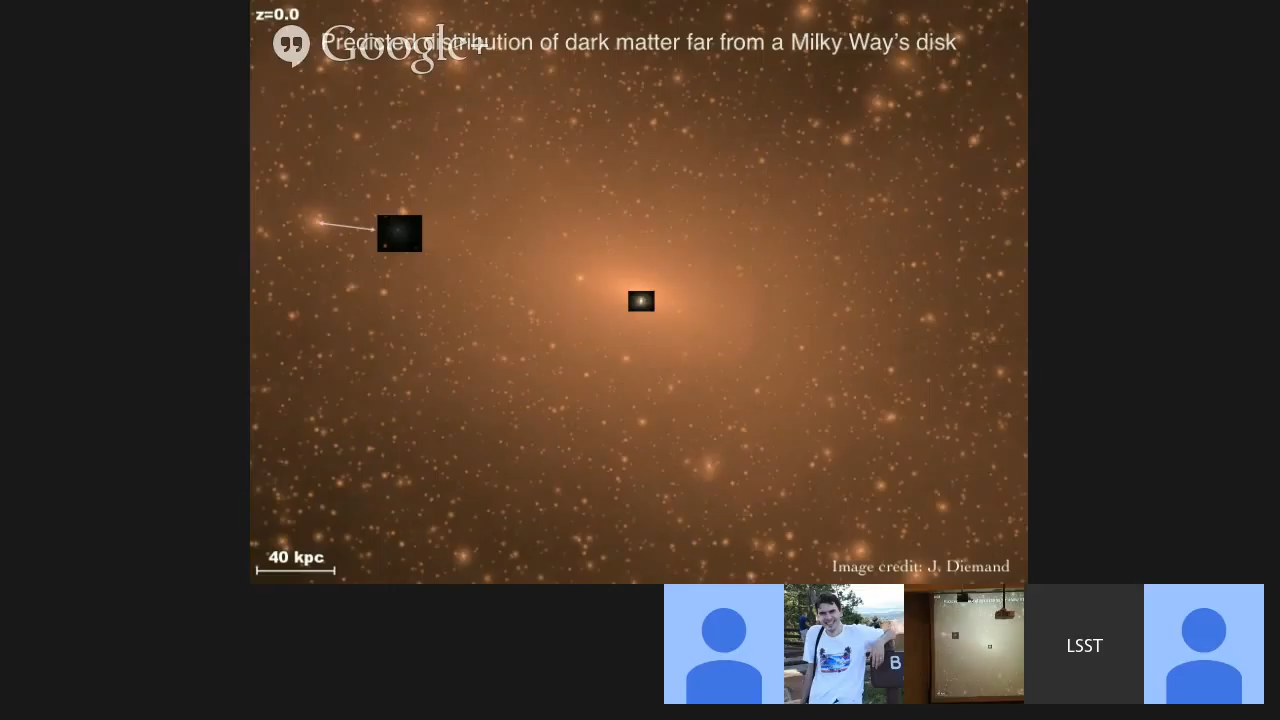 z=0.0
Predicted distribution of dark matter far from a Milky Way's disk
Google+
40 kpc
Image credit: J. Diemand
B
LSST